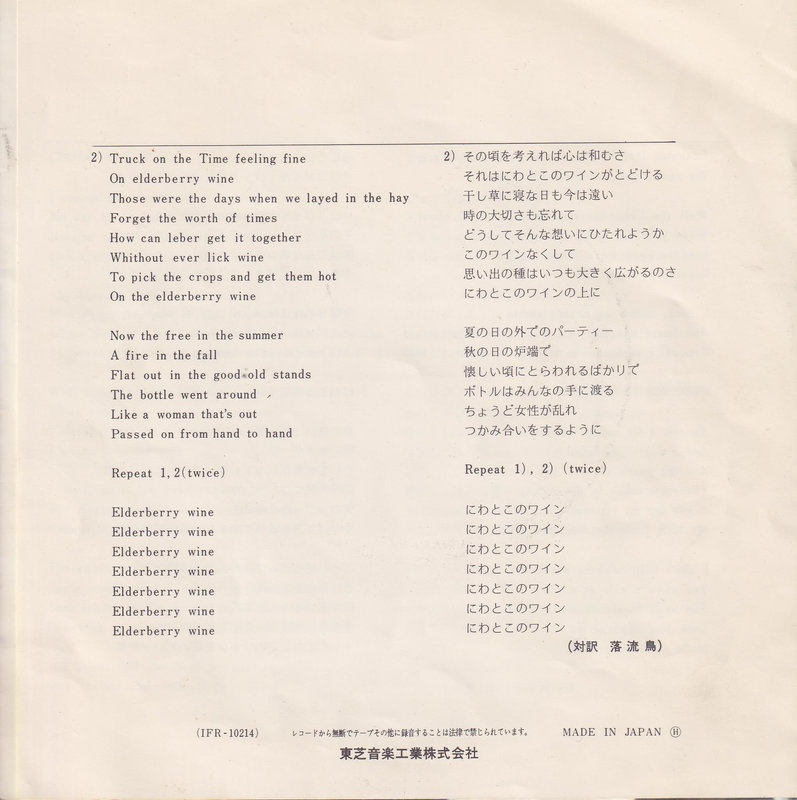 2) Truck on the Time feeling fine
On elderberry wine
Those were the days when we layed in the hay
Forget the worth of times
How can leber get it together
Whithout ever lick wine
To pick the crops and get them hot
On the elderberry wine
Now the free in the summer
A fire in the fall
Flat out in the good old stands
The bottle went around
Like a woman that's out
Passed on from hand to hand
Repeat 1, 2 (twice)
Elderberry wine
Elderberry wine
Elderberry wine
Elderberry wine
Elderberry wine
Elderberry wine
Elderberry wine
2) その頃を考えれば心は和むさ
それはにわとこのワインがとどける
干し草に寝な日も今は遠い
時の大切さも忘れて
どうしてそんな想いにひたれようか
このワインなくして
思い出の種はいつも大きく広がるのさ
にわとこのワインの上に
夏の日の外でのパーティー
秋の日の炉端で
懐しい頃にとらわれるばかりで
ボトルはみんなの手に渡る
ちょうど女性が乱れ
つかみ合いをするように
Repeat 1), 2) (twice)
にわとこのワイン
にわとこのワイン
にわとこのワイン
にわとこのワイン
にわとこのワイン
にわとこのワイン
にわとこのワイン
(対訳 落流鳥)
(IFR-10214) レコードから無断でテープその他に録音することは法律で禁じられています。 MADE IN JAPAN Ⓗ
東芝音楽工業株式会社